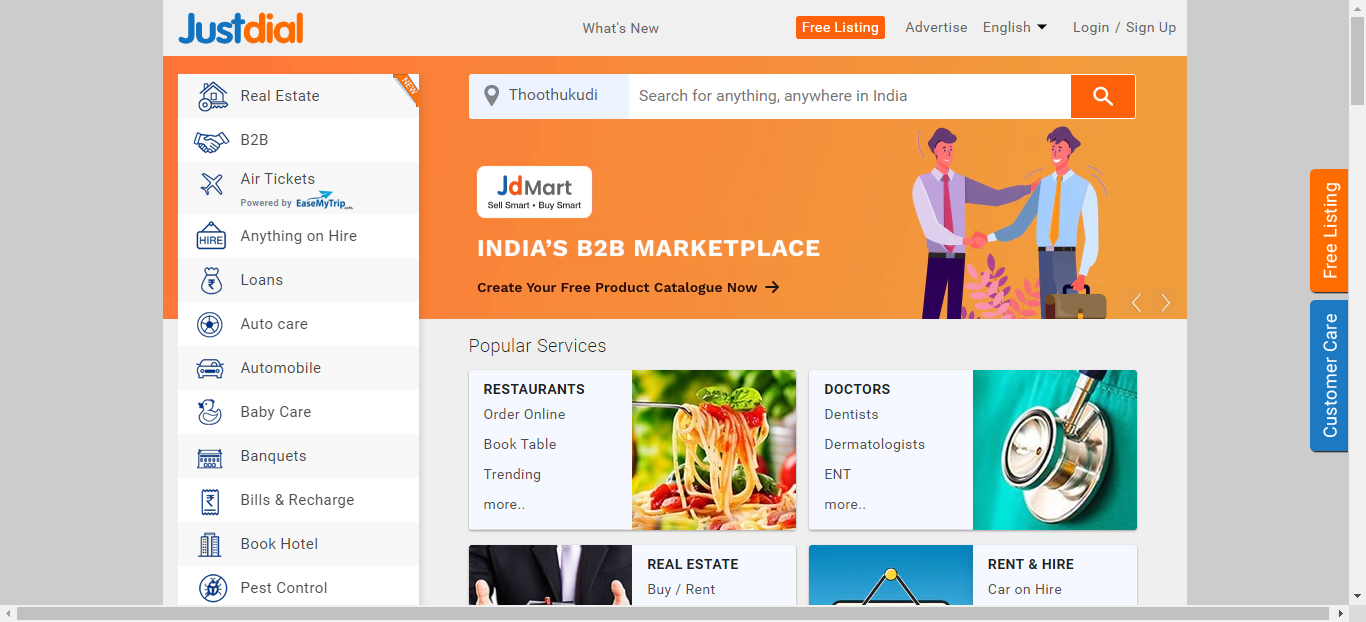 Justdial
What's New
Free Listing
Advertise
English
Login / Sign Up
Real Estate
NEW
B2B
Air Tickets
Powered by EaseMyTrip.com
Anything on Hire
HIRE
Loans
Auto care
Automobile
Baby Care
Banquets
Bills & Recharge
Book Hotel
Pest Control
Thoothukudi
Search for anything, anywhere in India
JdMart
Sell Smart • Buy Smart
INDIA'S B2B MARKETPLACE
Create Your Free Product Catalogue Now
Popular Services
RESTAURANTS
Order Online
Book Table
Trending
more..
DOCTORS
Dentists
Dermatologists
ENT
more..
REAL ESTATE
Buy / Rent
RENT & HIRE
Car on Hire
Free Listing
Customer Care